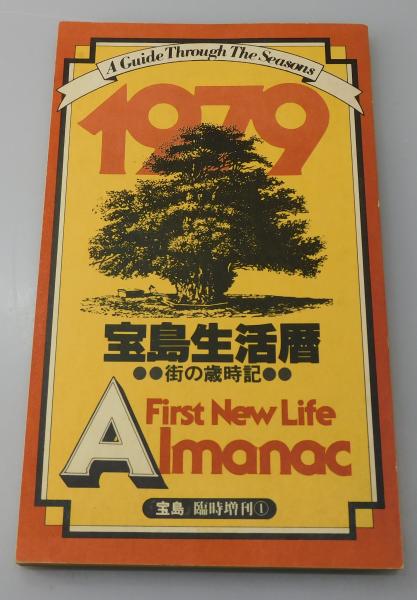 A Guide Through The Seasons
1979
宝島生活暦
●●街の歳時記●●
A First New Life
Almanac
宝島 臨時増刊①